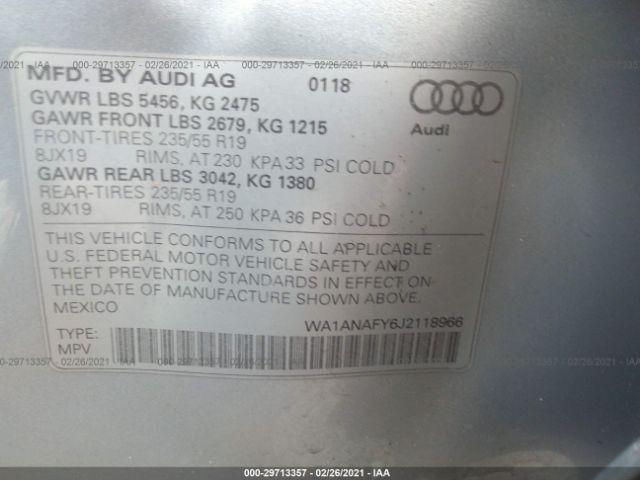 000-29713357 - 02/26/2021 - IAA
MFD. BY AUDI AG 0118
GVWR LBS 5456, KG 2475
GAWR FRONT LBS 2679, KG 1215
Audi
FRONT-TIRES 235/55 R19
8JX19 RIMS, AT 230 KPA 33 PSI COLD
GAWR REAR LBS 3042, KG 1380
REAR-TIRES 235/55 R19
8JX19 RIMS, AT 250 KPA 36 PSI COLD
THIS VEHICLE CONFORMS TO ALL APPLICABLE
U.S. FEDERAL MOTOR VEHICLE SAFETY AND
THEFT PREVENTION STANDARDS IN EFFECT ON
THE DATE OF MANUFACTURE SHOWN ABOVE.
MEXICO
WA1ANAFY6J2118966
TYPE:
MPV
000-29713357 - 02/26/2021 - IAA